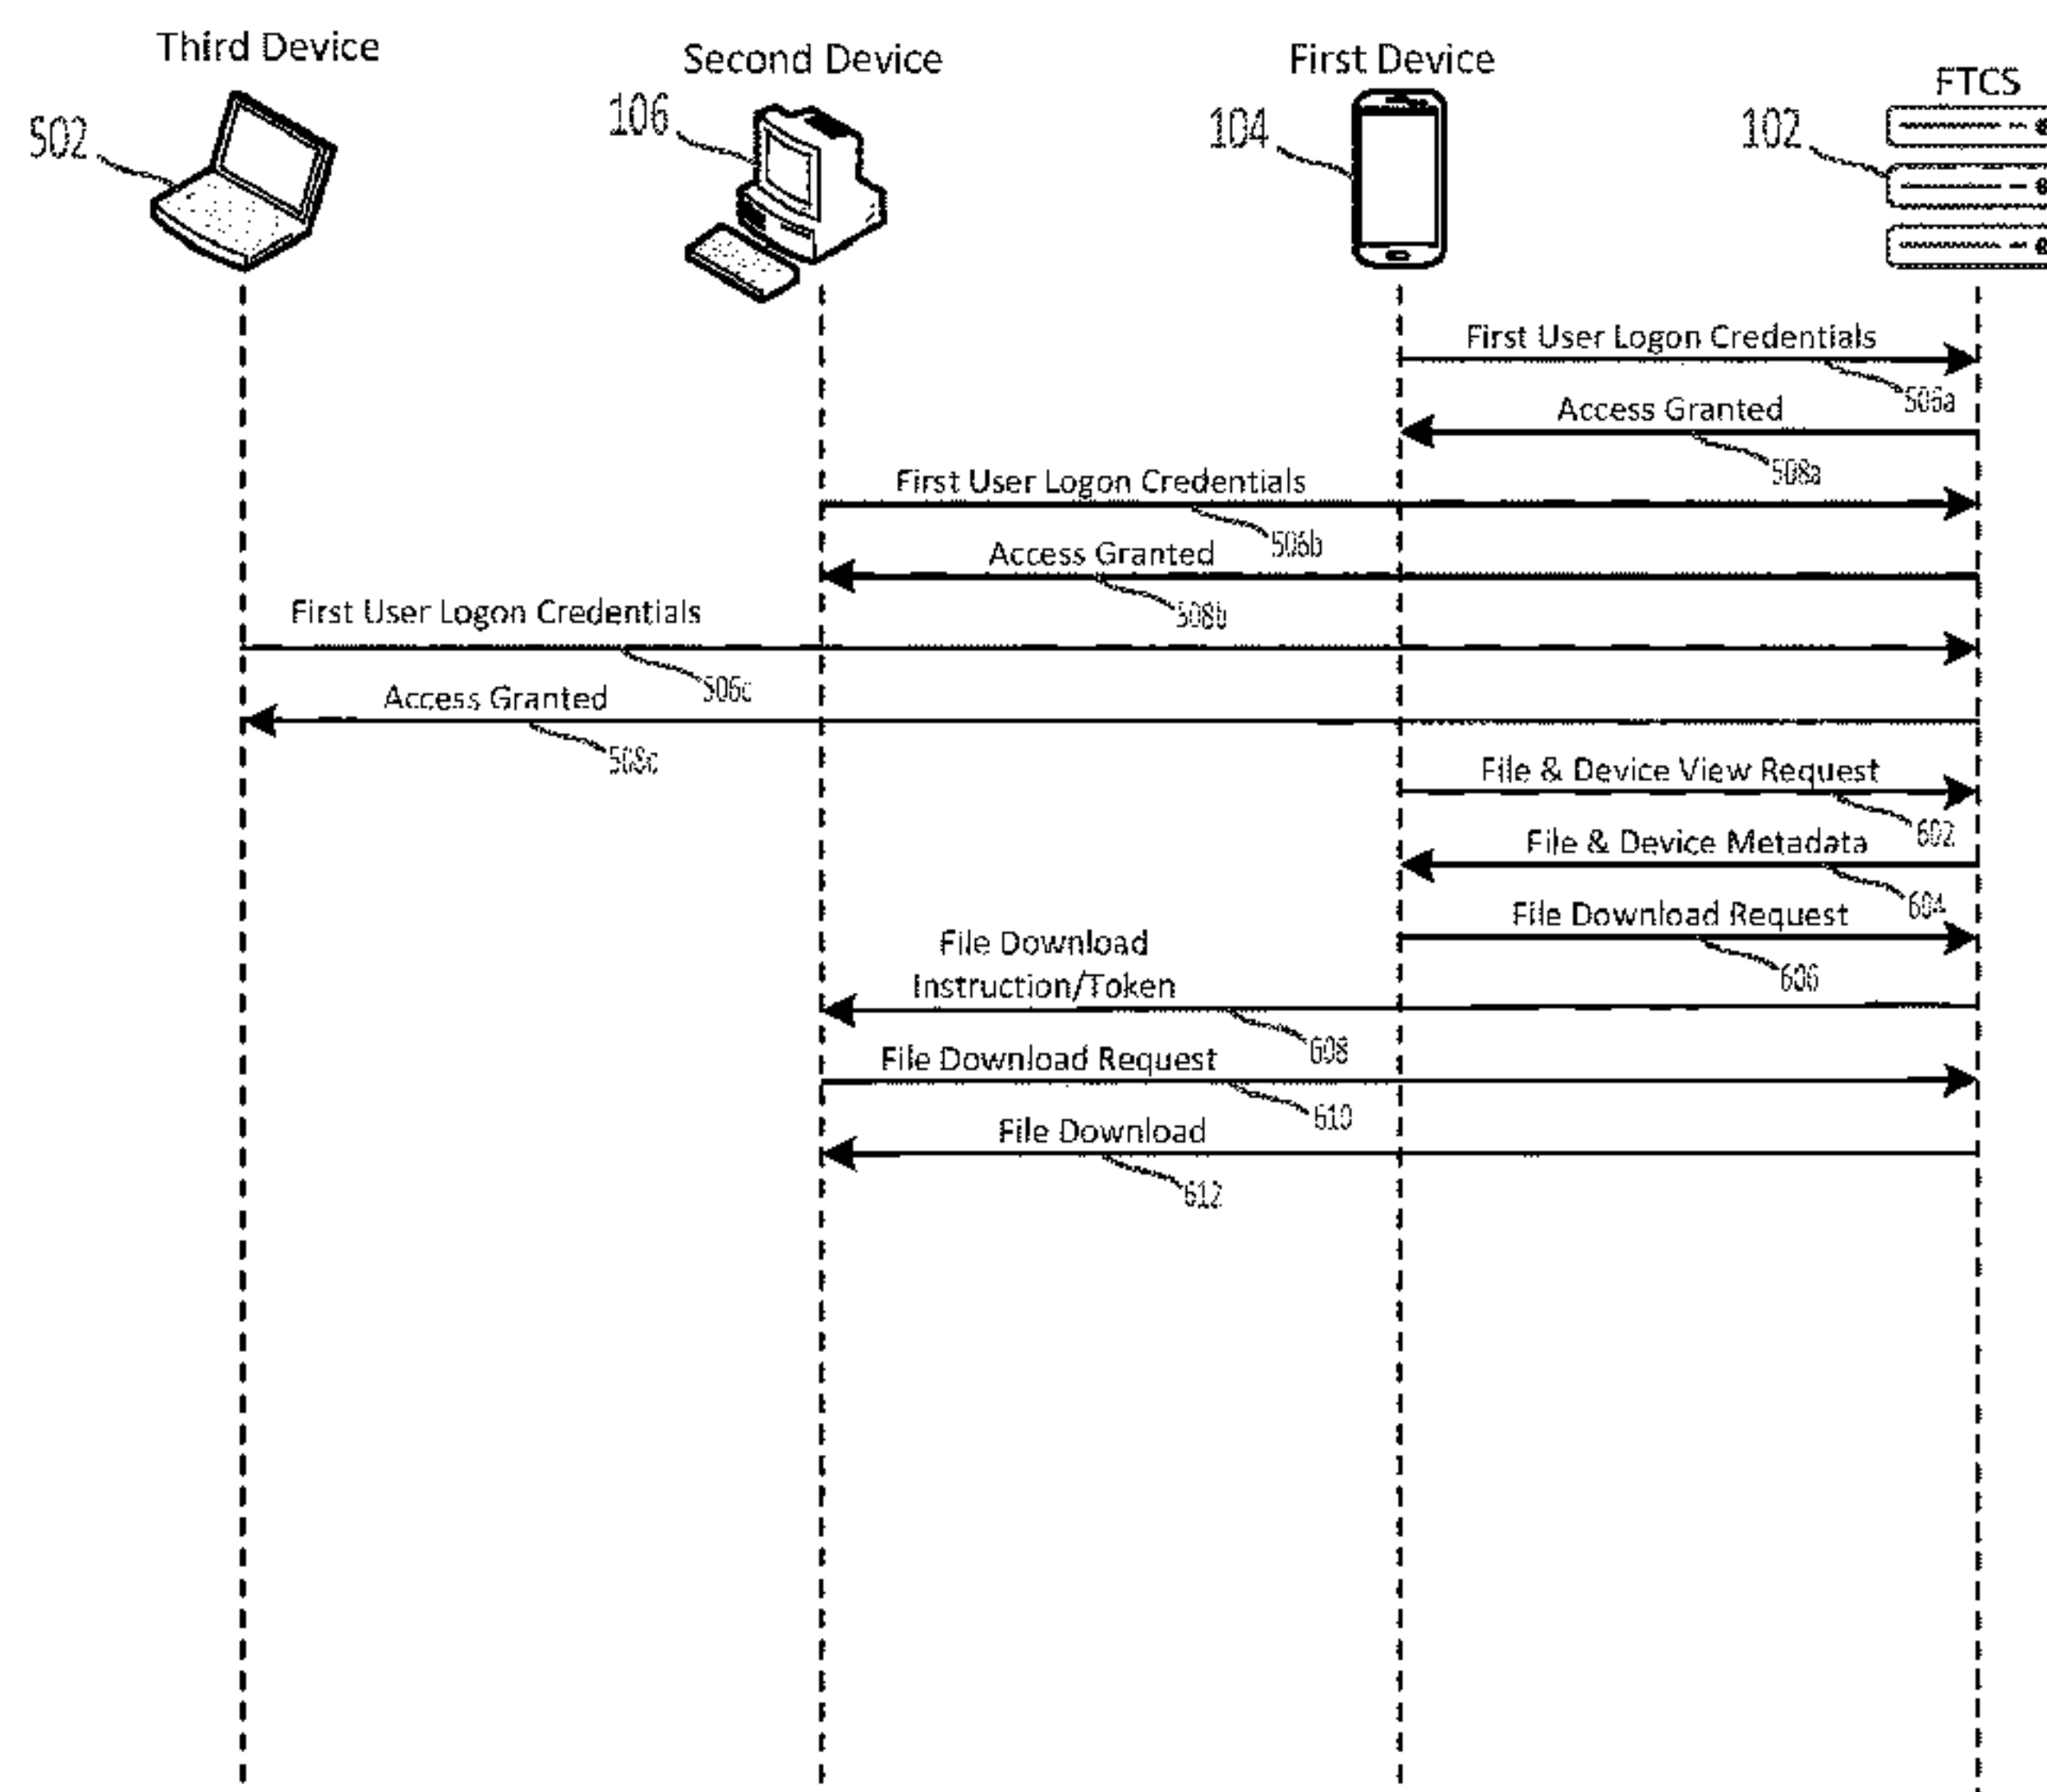 Third Device
Second Device
First Device
FTCS
502
106
104
102
First User Logon Credentials
506a
Access Granted
508a
First User Logon Credentials
506b
Access Granted
508b
First User Logon Credentials
506c
Access Granted
508c
File & Device View Request
602
File & Device Metadata
604
File Download Request
606
File Download
Instruction/Token
608
File Download Request
610
File Download
612